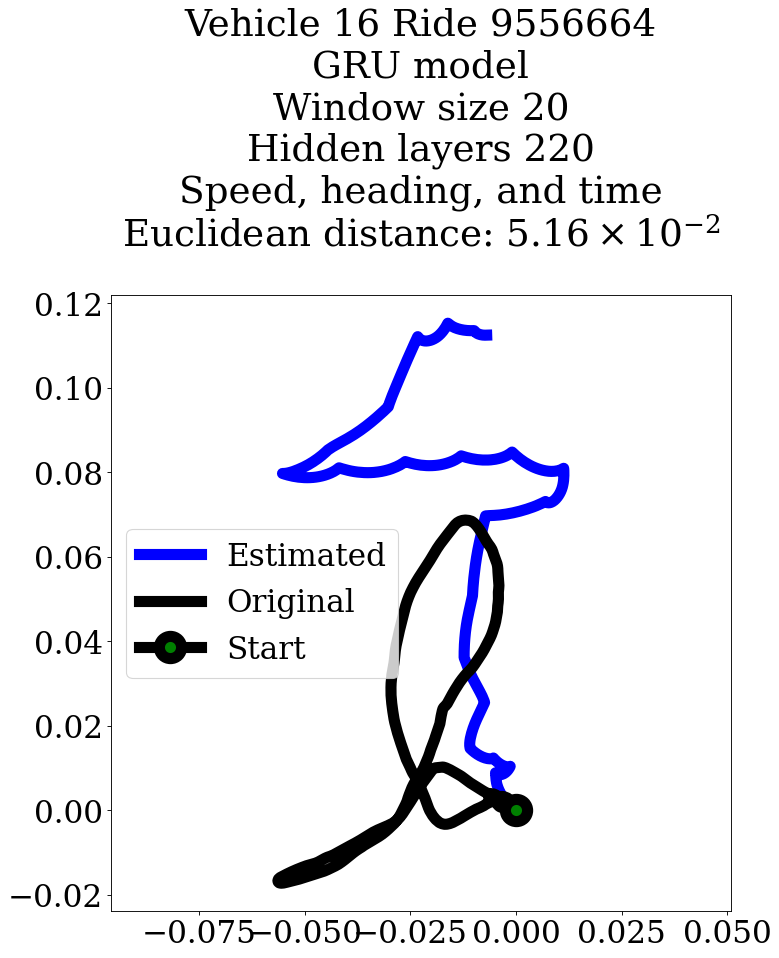 Vehicle 16 Ride 9556664
GRU model
Window size 20
Hidden layers 220
Speed, heading, and time
Euclidean distance: 5.16 × 10⁻²
0.12
0.10
0.08
0.06
0.04
0.02
0.00
−0.02
Estimated
Original
Start
−0.075 −0.050 −0.025 0.000 0.025 0.050